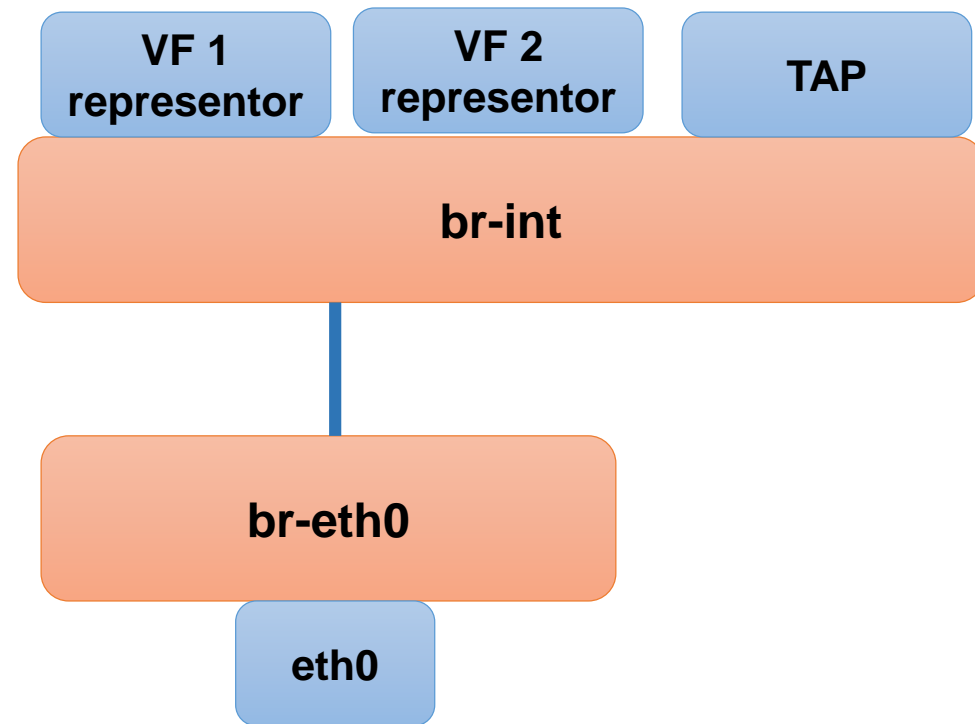 VF 1
representor
VF 2
representor
TAP
br-int
br-eth0
eth0